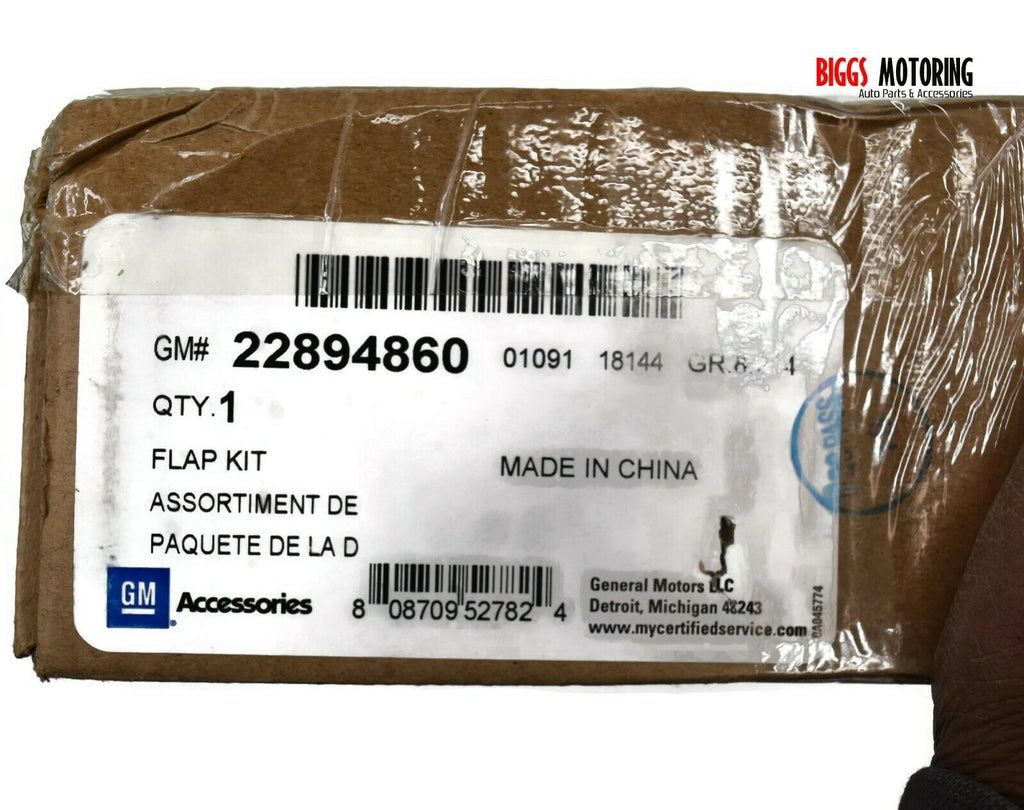 BIGGS MOTORING
Auto Parts & Accessories
GM# 22894860 01091 18144
QTY.1
FLAP KIT
MADE IN CHINA
ASSORTIMENT DE
PAQUETE DE LA D
GM Accessories
8 08709 52782 4
General Motors LLC
Detroit, Michigan 48243
www.mycertifiedservice.com